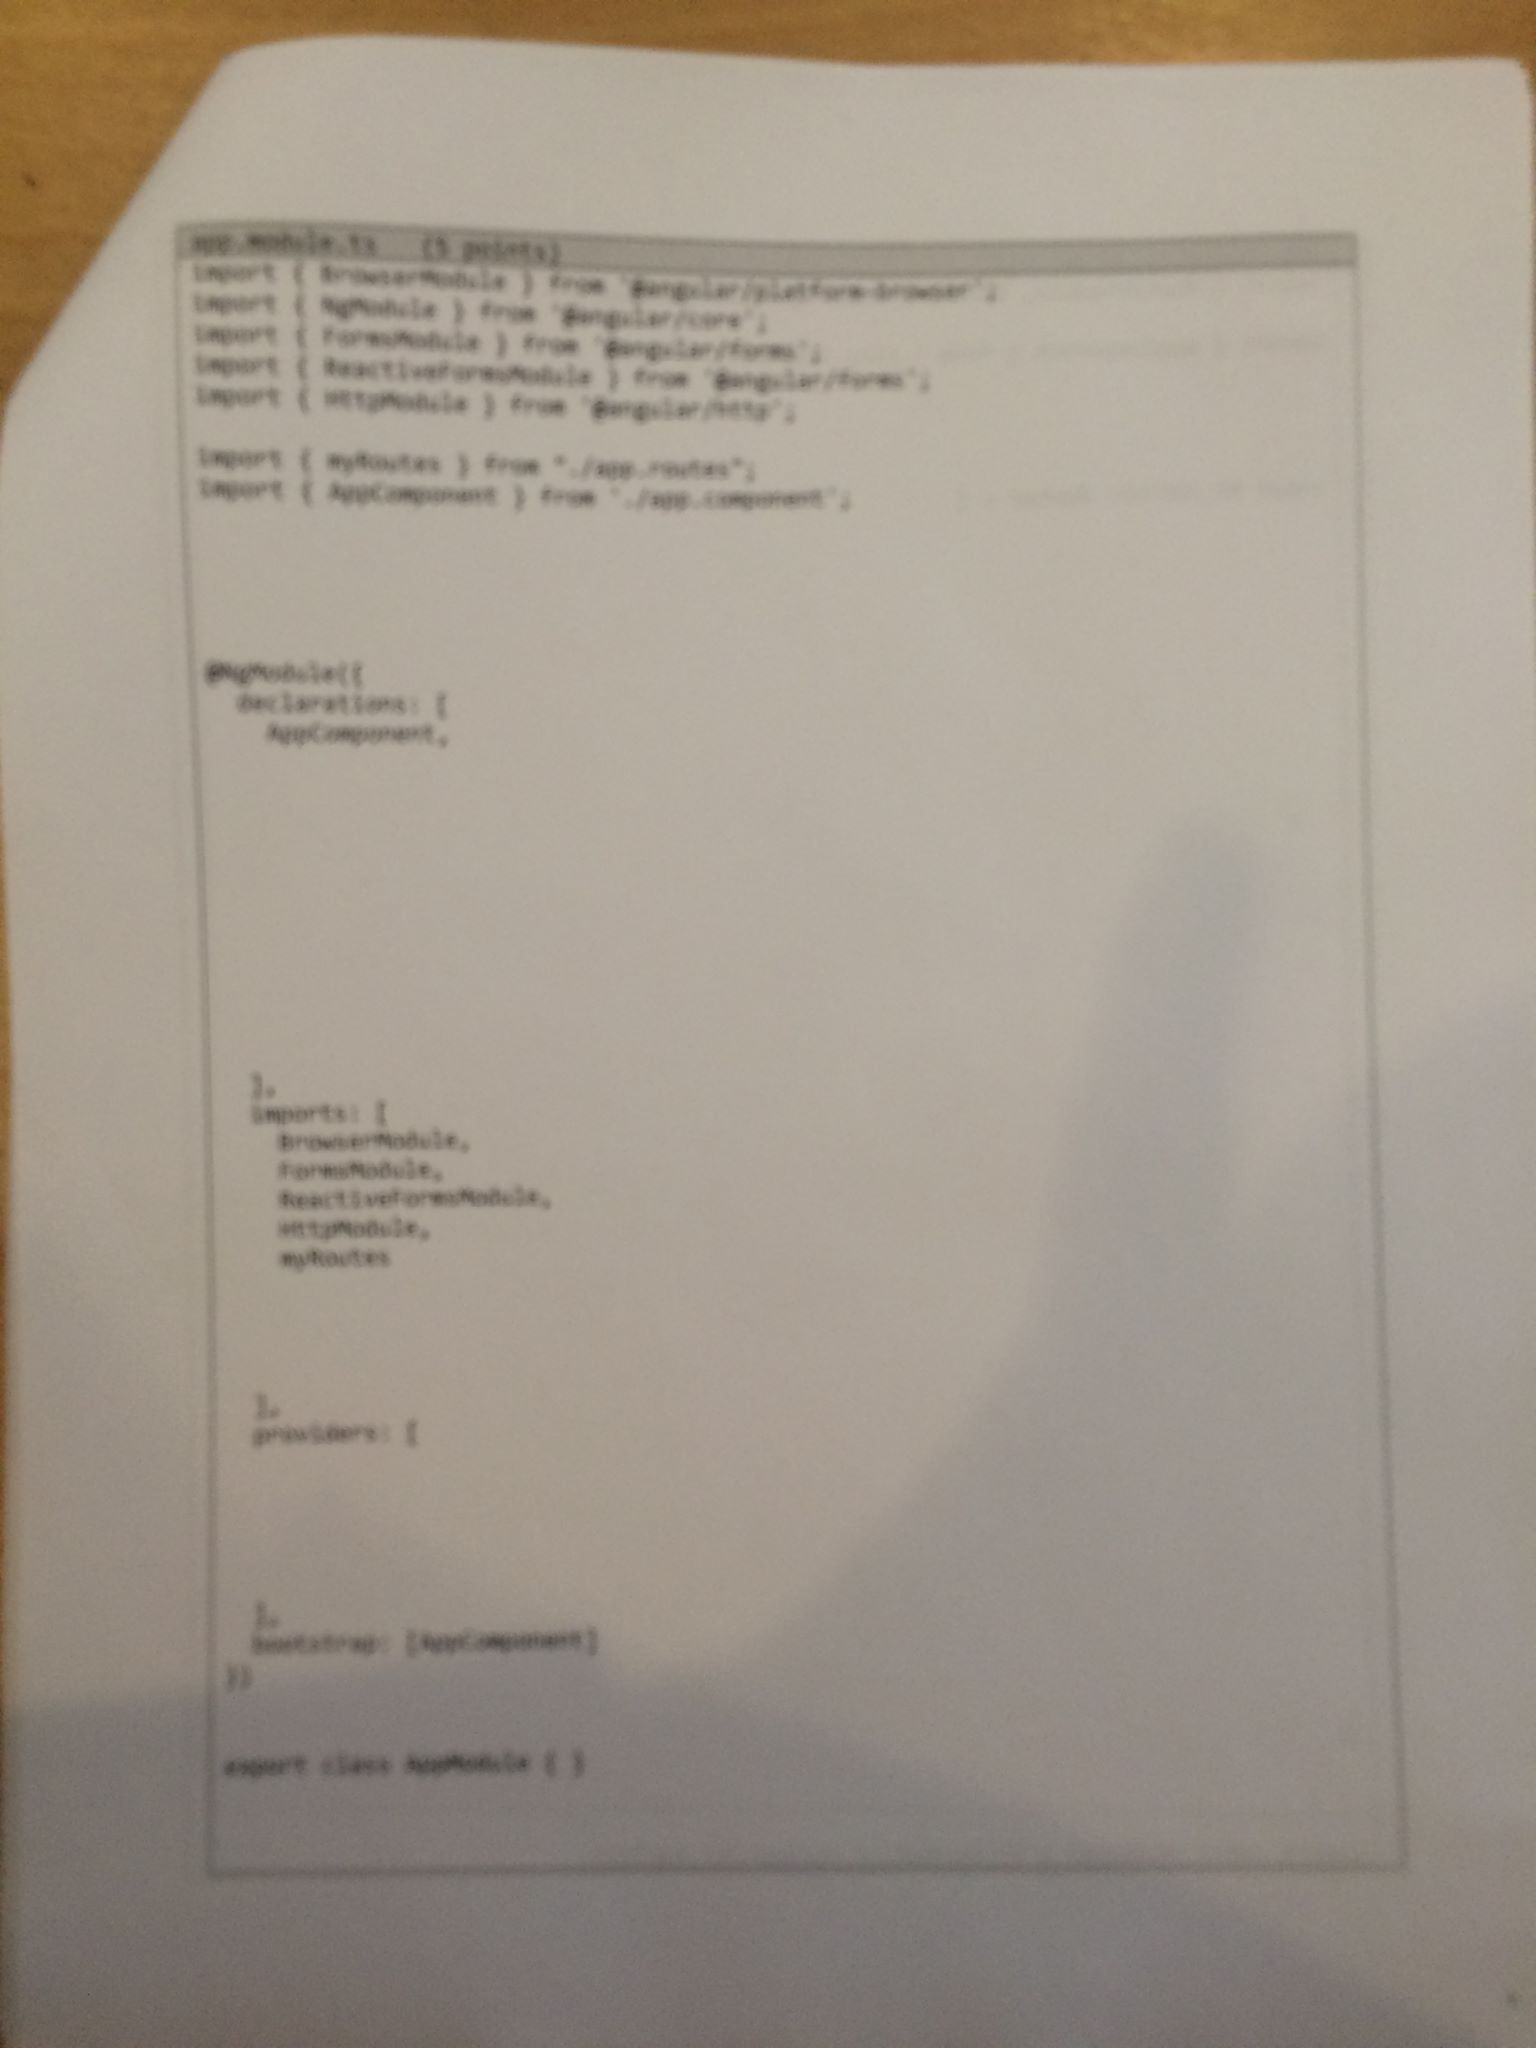 app.module.ts (5 points)
import { BrowserModule } from '@angular/platform-browser';
import { NgModule } from '@angular/core';
import { FormsModule } from '@angular/forms';
import { ReactiveFormsModule } from '@angular/forms';
import { HttpModule } from '@angular/http';
import { myRoutes } from "./app.routes";
import { AppComponent } from './app.component';
@NgModule({
declarations: [
AppComponent,
],
imports: [
BrowserModule,
FormsModule,
ReactiveFormsModule,
HttpModule,
myRoutes
],
providers: [
],
bootstrap: [AppComponent]
})
export class AppModule { }